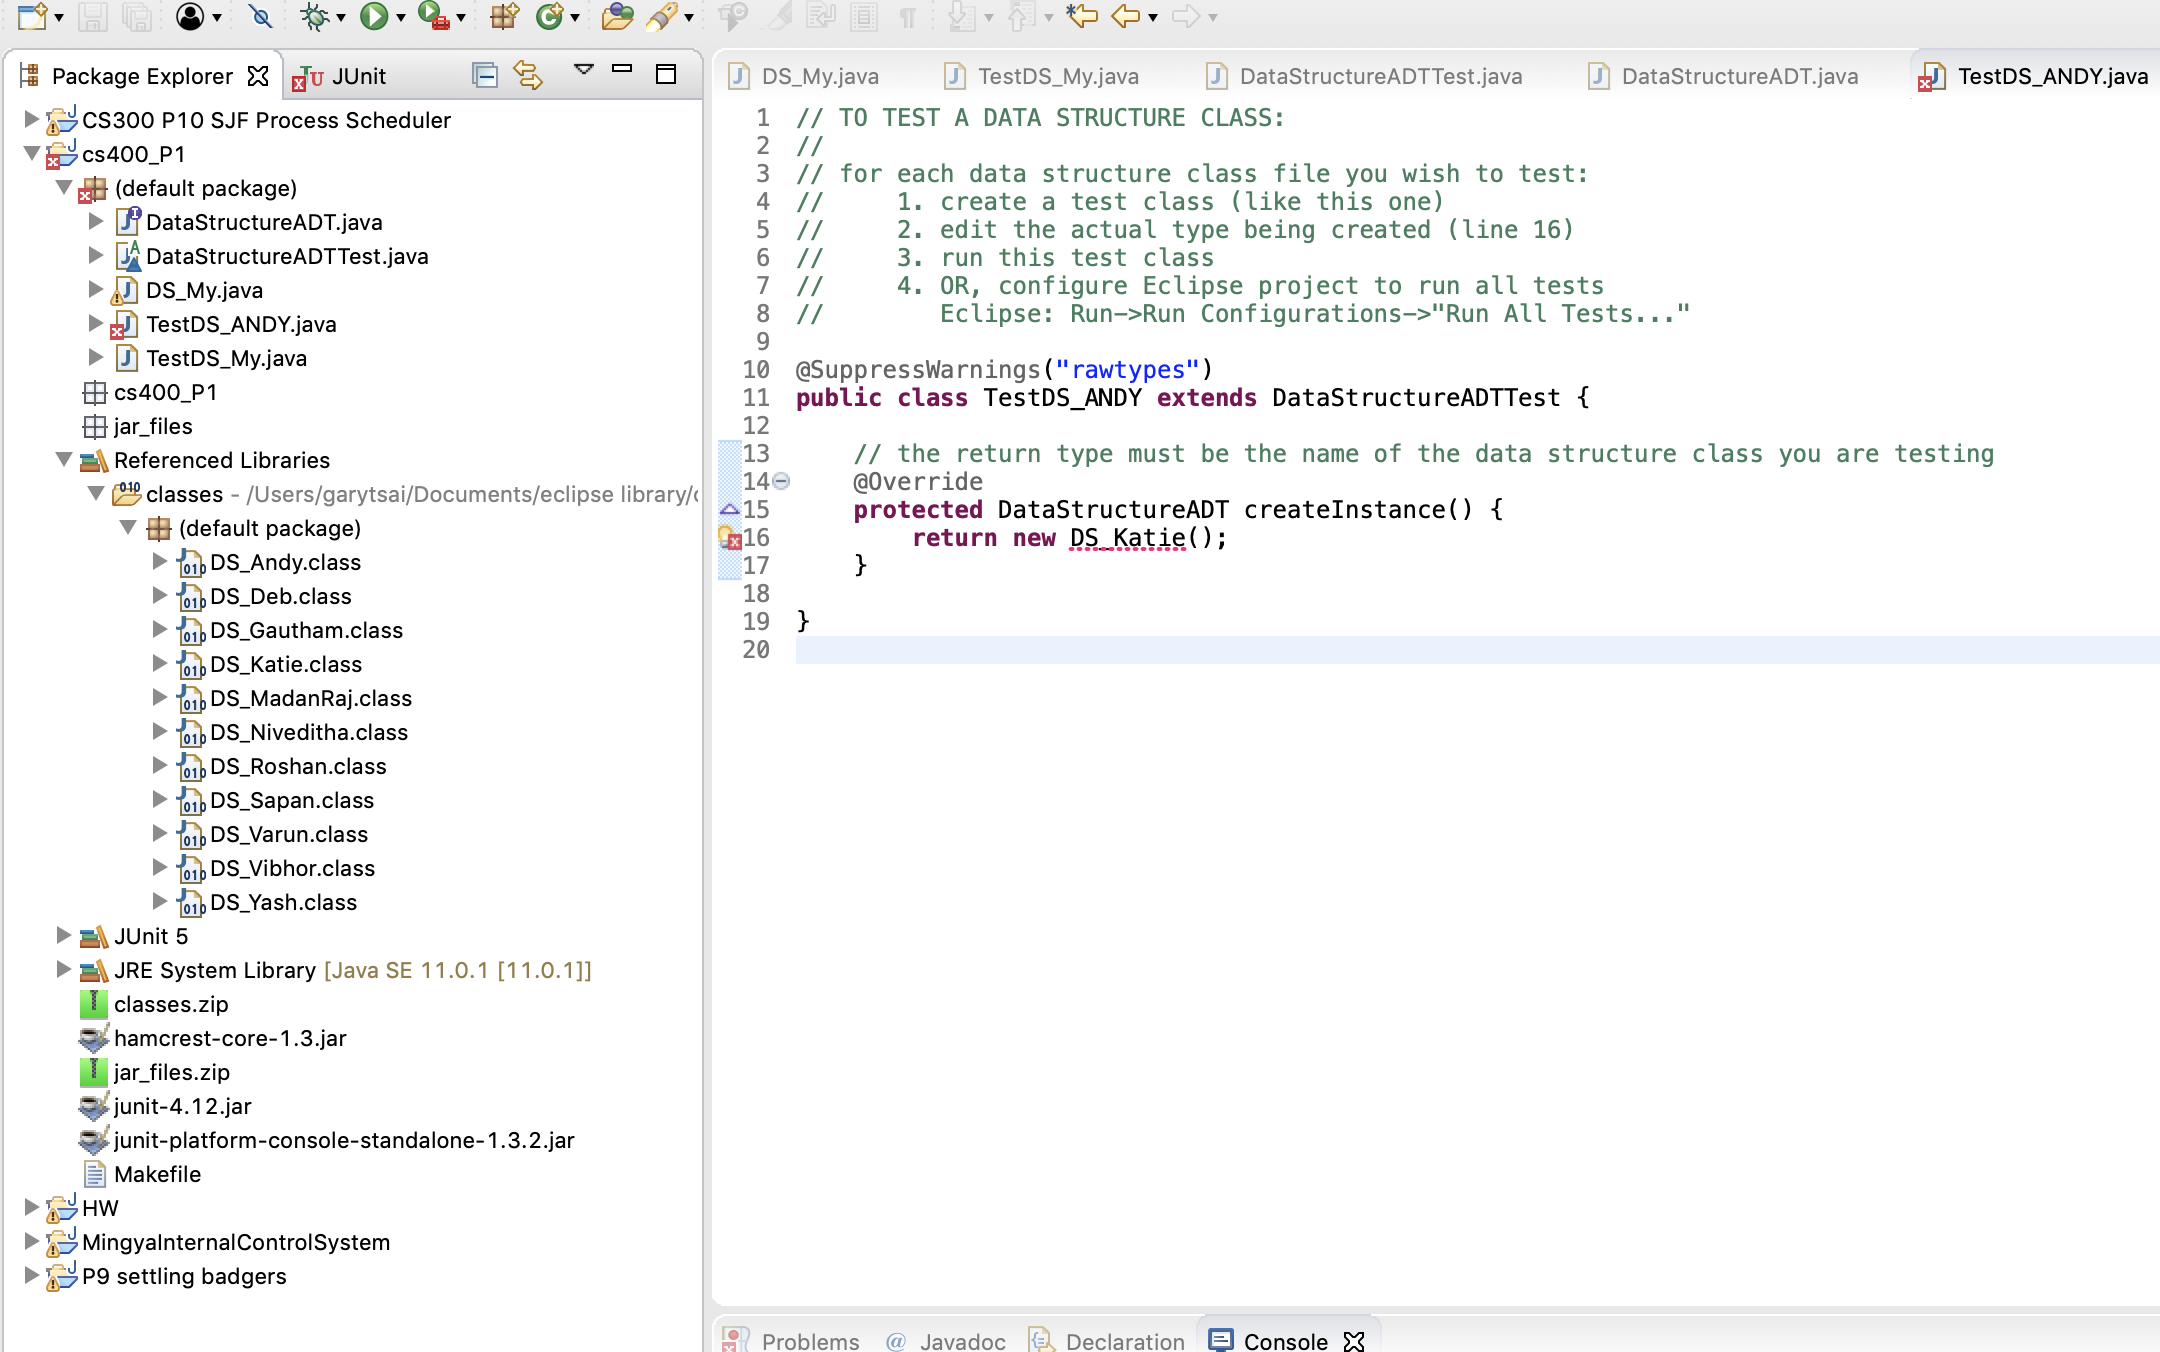 Package Explorer
JUnit
CS300 P10 SJF Process Scheduler
cs400_P1
(default package)
DataStructureADT.java
DataStructureADTTest.java
DS_My.java
TestDS_ANDY.java
TestDS_My.java
cs400_P1
jar_files
Referenced Libraries
classes - /Users/garytsai/Documents/eclipse library/
(default package)
DS_Andy.class
DS_Deb.class
DS_Gautham.class
DS_Katie.class
DS_MadanRaj.class
DS_Niveditha.class
DS_Roshan.class
DS_Sapan.class
DS_Varun.class
DS_Vibhor.class
DS_Yash.class
JUnit 5
JRE System Library [Java SE 11.0.1 [11.0.1]]
classes.zip
hamcrest-core-1.3.jar
jar_files.zip
junit-4.12.jar
junit-platform-console-standalone-1.3.2.jar
Makefile
HW
MingyaInternalControlSystem
P9 settling badgers
DS_My.java TestDS_My.java DataStructureADTTest.java DataStructureADT.java TestDS_ANDY.java
1 // TO TEST A DATA STRUCTURE CLASS:
2 //
3 // for each data structure class file you wish to test:
4 // 1. create a test class (like this one)
5 // 2. edit the actual type being created (line 16)
6 // 3. run this test class
7 // 4. OR, configure Eclipse project to run all tests
8 // Eclipse: Run->Run Configurations->"Run All Tests..."
9
10 @SuppressWarnings("rawtypes")
11 public class TestDS_ANDY extends DataStructureADTTest {
12
13 // the return type must be the name of the data structure class you are testing
14 @Override
15 protected DataStructureADT createInstance() {
16 return new DS_Katie();
17 }
18
19 }
20
Problems @ Javadoc Declaration Console